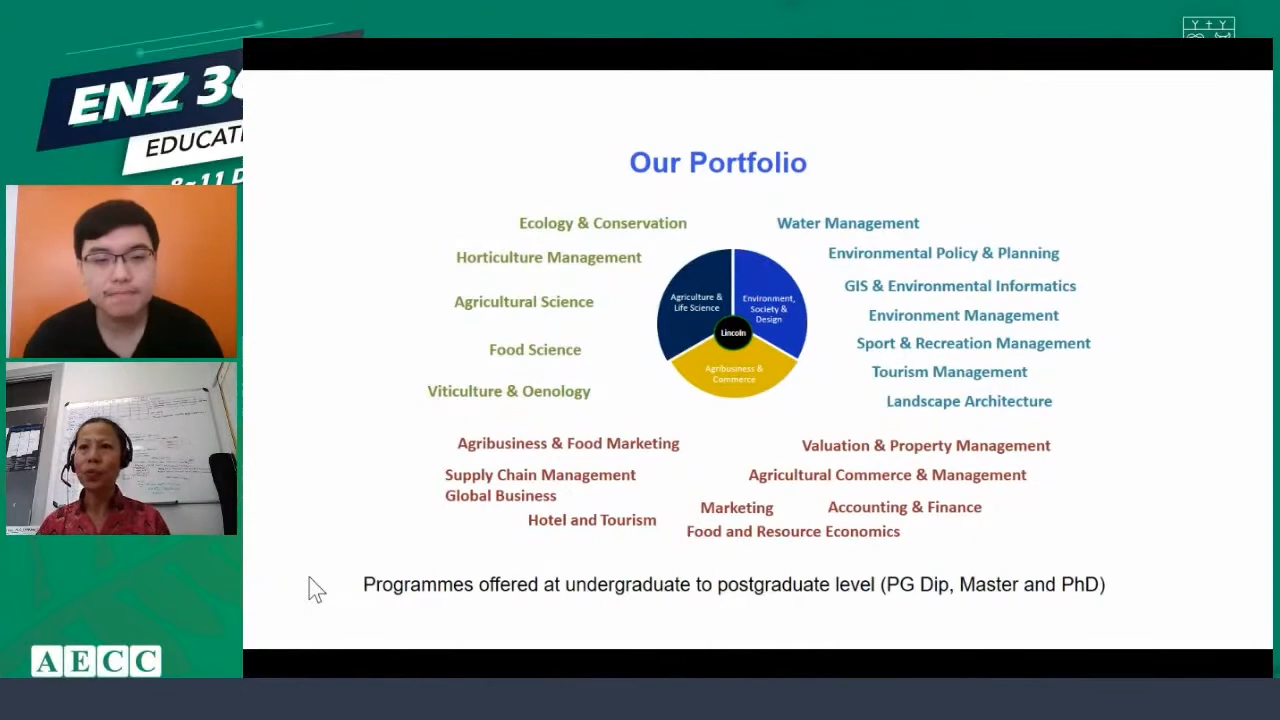 ENZ 36
EDUCATI
8-11 D
Our Portfolio
Ecology & Conservation
Horticulture Management
Agricultural Science
Food Science
Viticulture & Oenology
Agriculture &
Life Science
Environment,
Society &
Design
Lincoln
Agribusiness &
Commerce
Water Management
Environmental Policy & Planning
GIS & Environmental Informatics
Environment Management
Sport & Recreation Management
Tourism Management
Landscape Architecture
Agribusiness & Food Marketing
Supply Chain Management
Global Business
Hotel and Tourism
Valuation & Property Management
Agricultural Commerce & Management
Marketing
Accounting & Finance
Food and Resource Economics
Programmes offered at undergraduate to postgraduate level (PG Dip, Master and PhD)
AECC